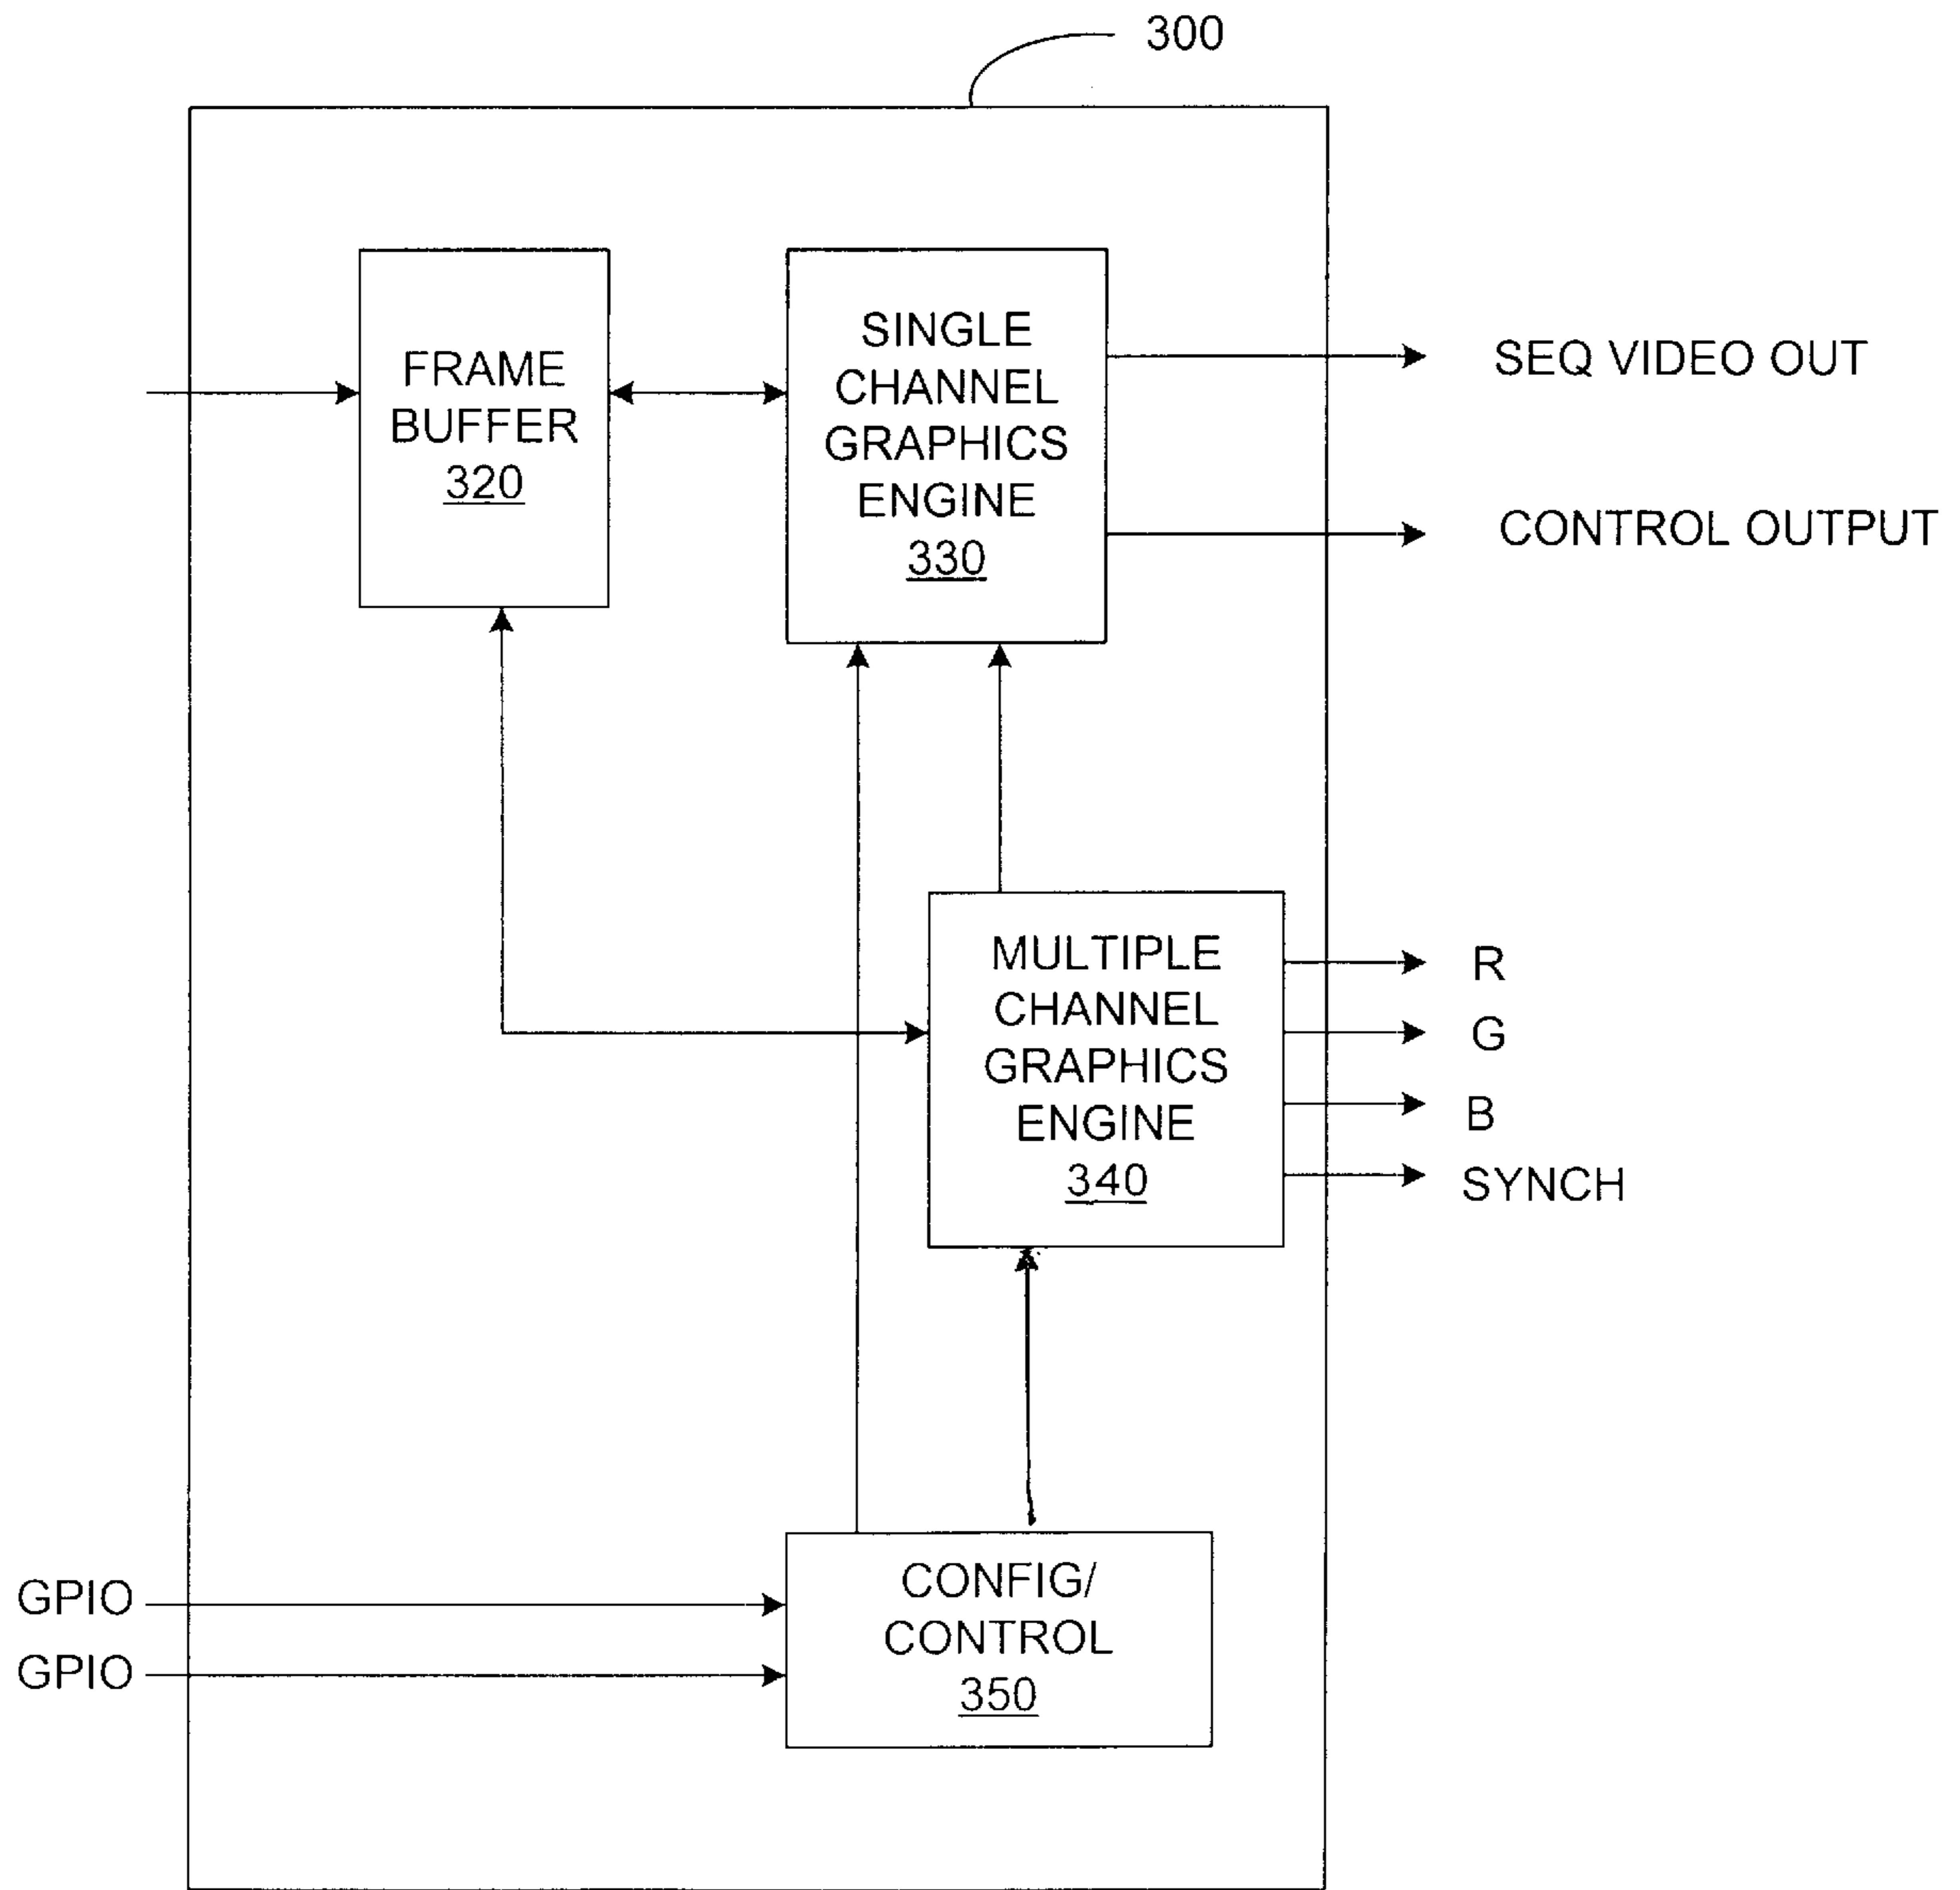 300
FRAME
BUFFER
320
SINGLE
CHANNEL
GRAPHICS
ENGINE
330
SEQ VIDEO OUT
CONTROL OUTPUT
MULTIPLE
CHANNEL
GRAPHICS
ENGINE
340
R
G
B
SYNCH
GPIO
GPIO
CONFIG/
CONTROL
350